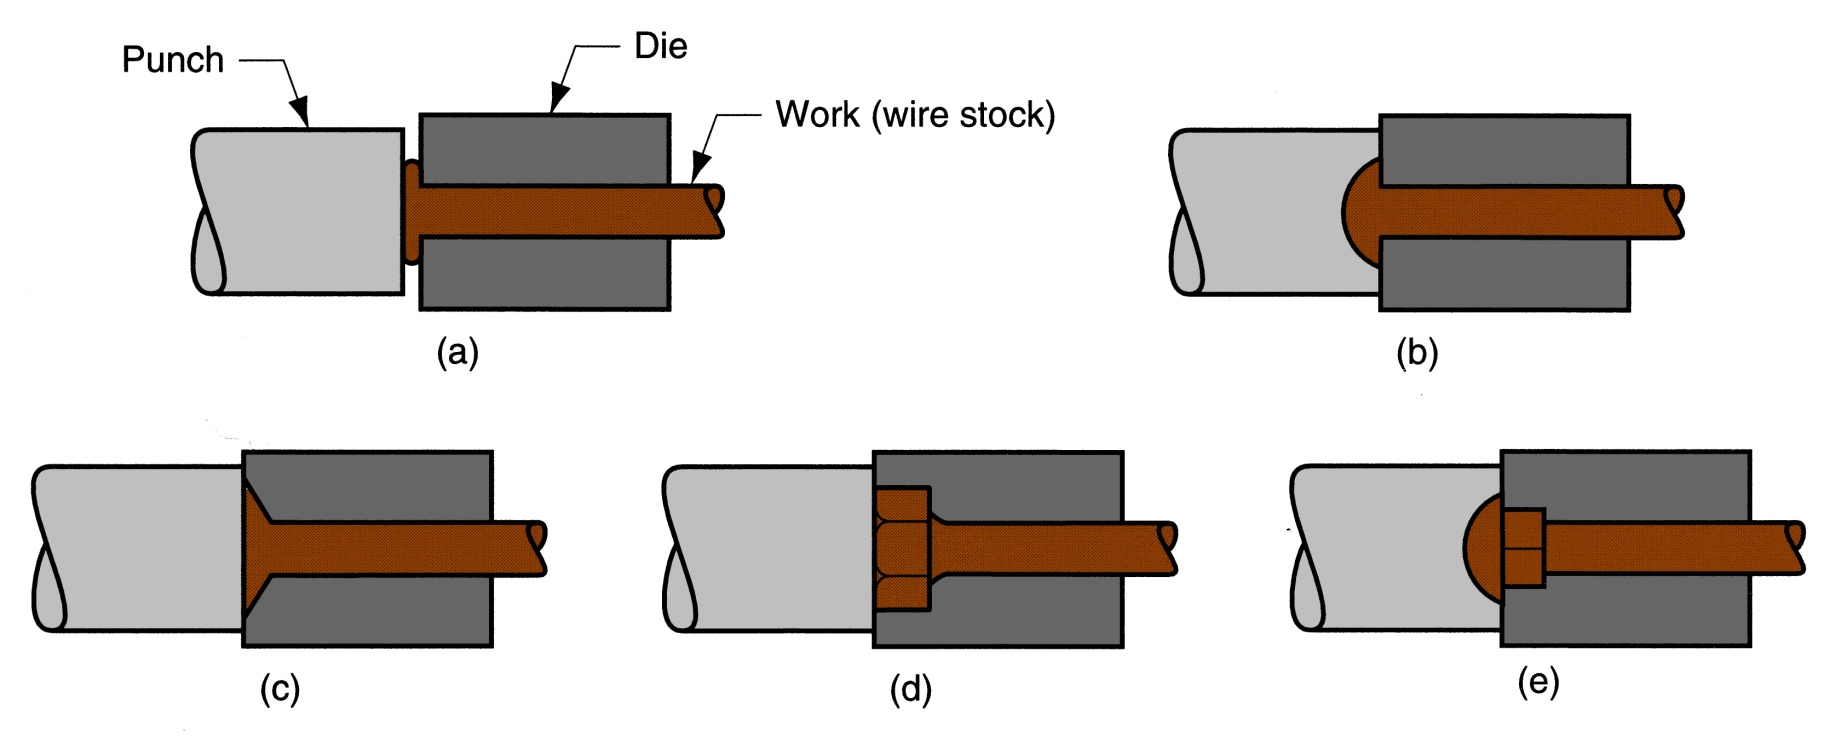 Punch
Die
Work (wire stock)
(a)
(b)
(c)
(d)
(e)